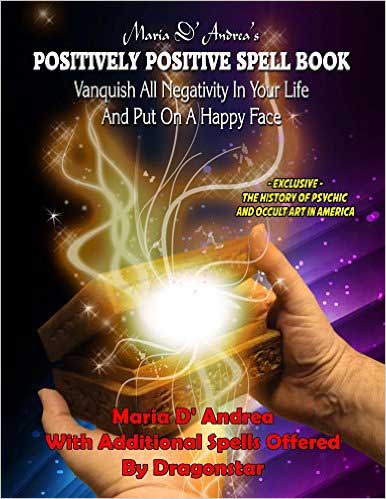 Maria D' Andrea's
POSITIVELY POSITIVE SPELL BOOK
Vanquish All Negativity In Your Life
And Put On A Happy Face
- EXCLUSIVE -
THE HISTORY OF PSYCHIC
AND OCCULT ART IN AMERICA
Maria D' Andrea
With Additional Spells Offered
By Dragonstar